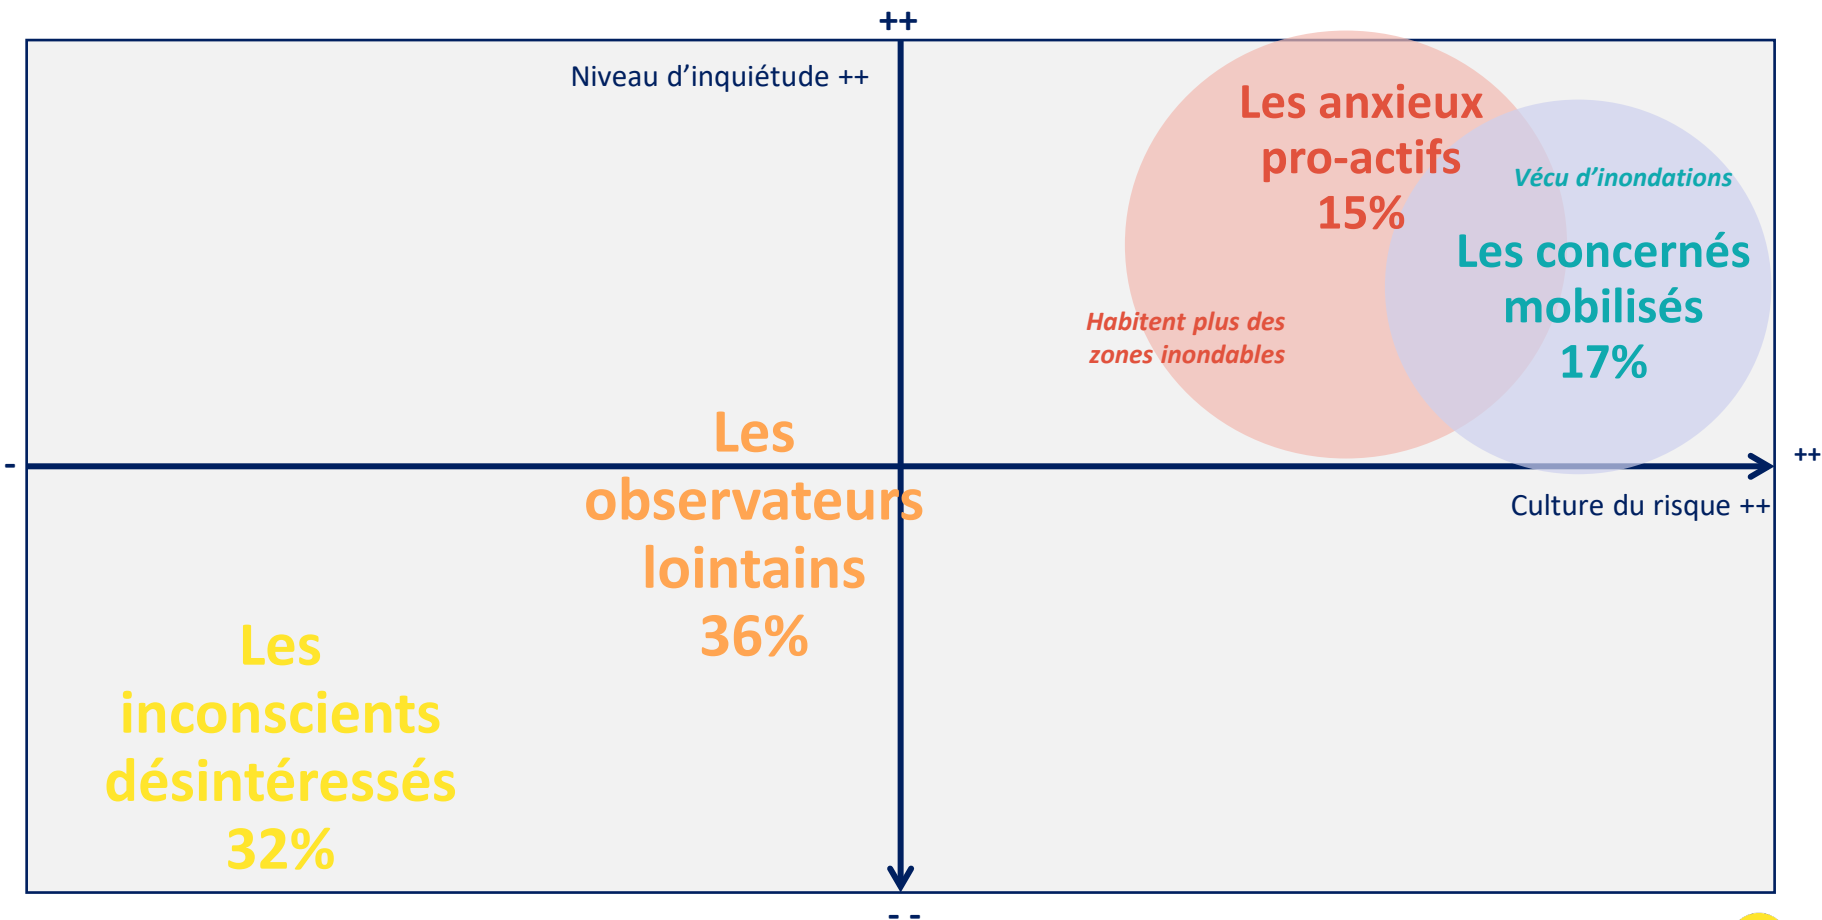 ++
Niveau d'inquiétude ++
Les anxieux
pro-actifs
15%
Vécu d'inondations
Les concernés
mobilisés
17%
Habitent plus des
zones inondables
-
++
Culture du risque ++
Les
observateurs
lointains
36%
Les
inconscients
désintéressés
32%
- -